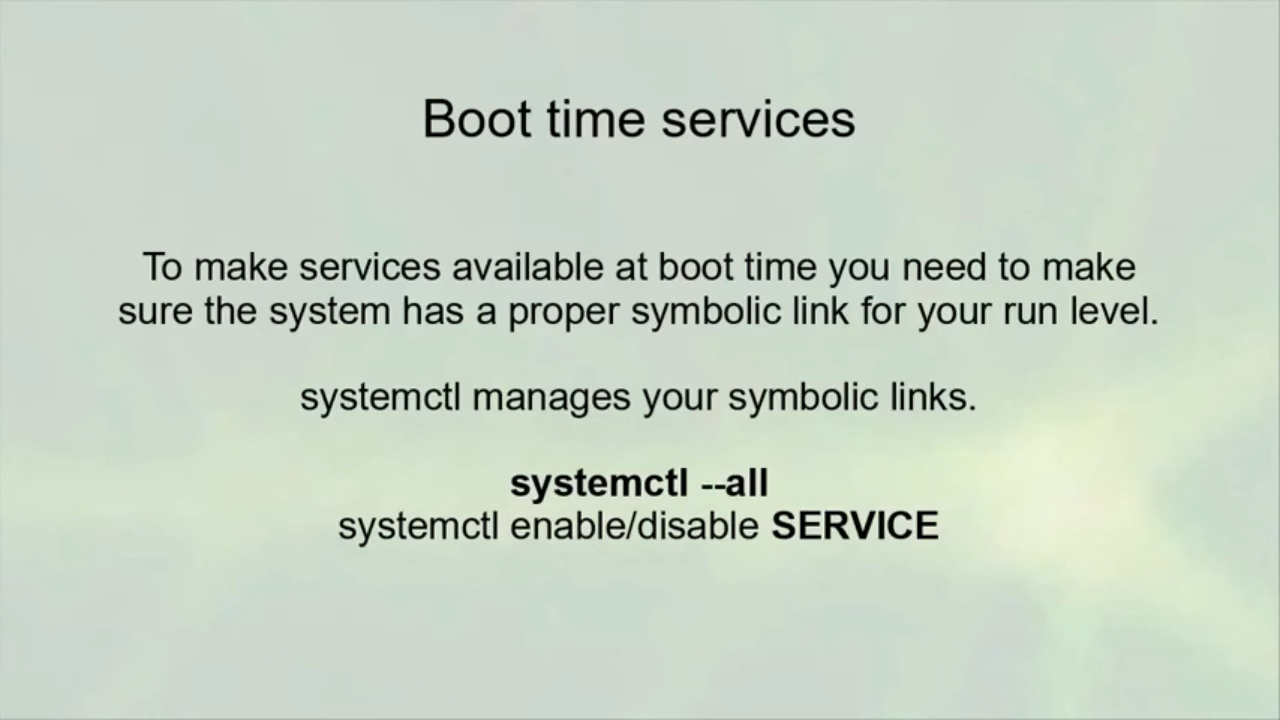 Boot time services
To make services available at boot time you need to make
sure the system has a proper symbolic link for your run level.
systemctl manages your symbolic links.
systemctl --all
systemctl enable/disable SERVICE